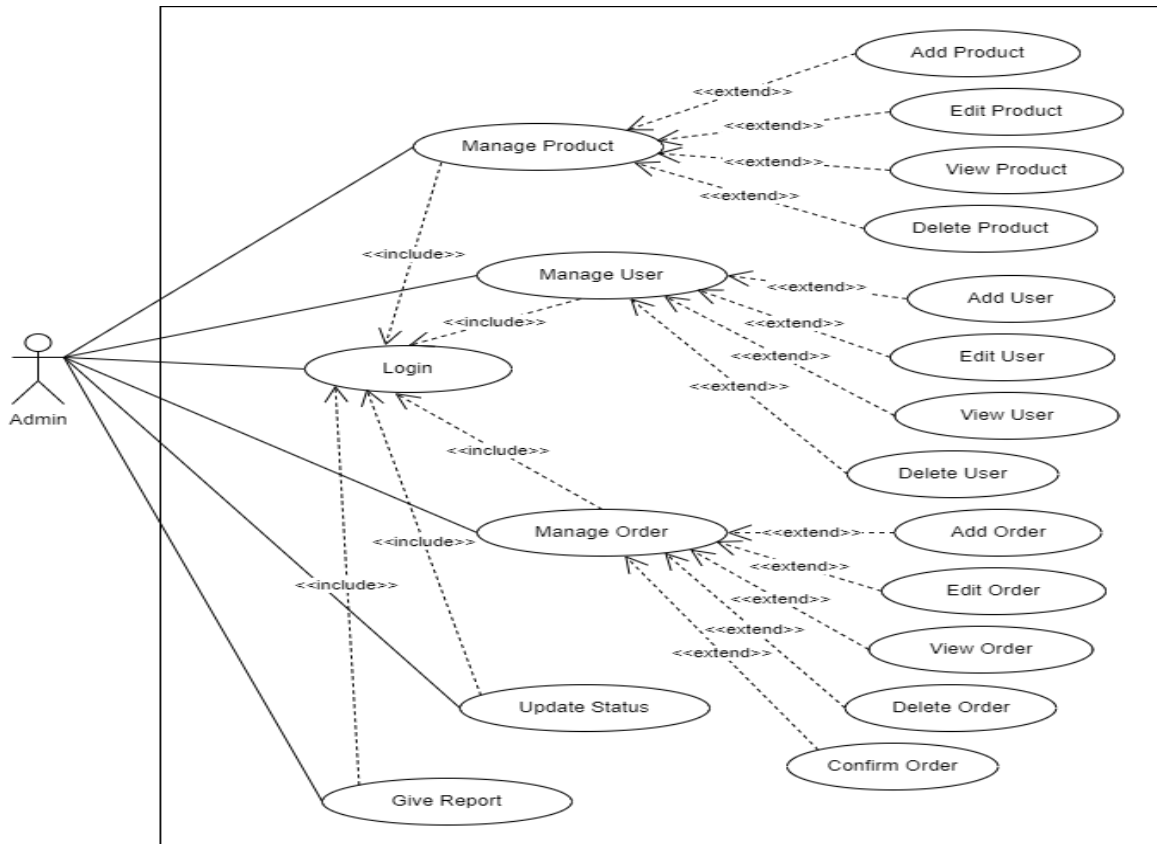 Add Product
<<extend>>
Edit Product
<<extend>>
Manage Product
<<extend>>
View Product
<<extend>>
Delete Product
<<include>>
Manage User
<<extend>>
Add User
<<include>>
<<extend>>
Edit User
Login
<<extend>>
<<extend>>
View User
Admin
<<include>>
Delete User
Manage Order
<<extend>>
Add Order
<<include>>
<<extend>>
Edit Order
<<include>>
<<extend>>
<<extend>>
View Order
<<extend>>
Update Status
Delete Order
Confirm Order
Give Report